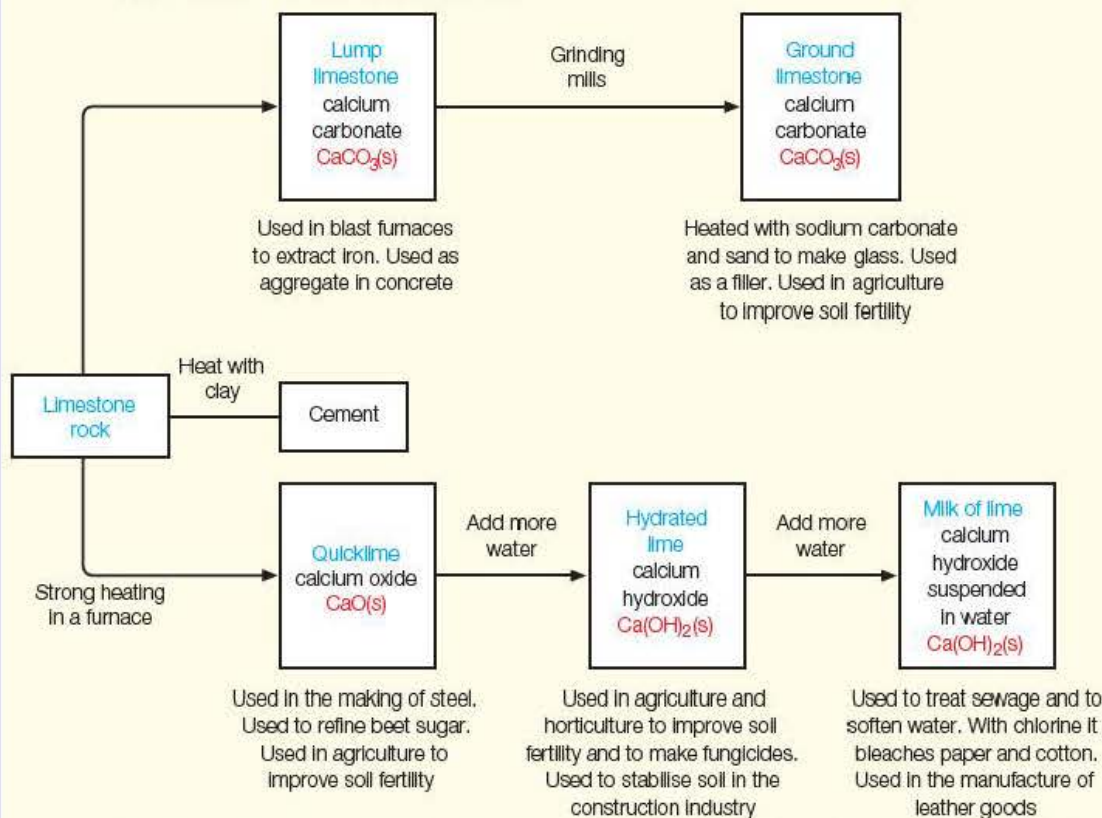 Lump
limestone
calcium
carbonate
CaCO₃(s)
Grinding
mills
Ground
limestone
calcium
carbonate
CaCO₃(s)
Used in blast furnaces
to extract iron. Used as
aggregate in concrete
Heated with sodium carbonate
and sand to make glass. Used
as a filler. Used in agriculture
to improve soil fertility
Limestone
rock
Heat with
clay
Cement
Strong heating
in a furnace
Quicklime
calcium oxide
CaO(s)
Add more
water
Hydrated
lime
calcium
hydroxide
Ca(OH)₂(s)
Add more
water
Milk of lime
calcium
hydroxide
suspended
in water
Ca(OH)₂(s)
Used in the making of steel.
Used to refine beet sugar.
Used in agriculture to
improve soil fertility
Used in agriculture and
horticulture to improve soil
fertility and to make fungicides.
Used to stabilise soil in the
construction industry
Used to treat sewage and to
soften water. With chlorine it
bleaches paper and cotton.
Used in the manufacture of
leather goods